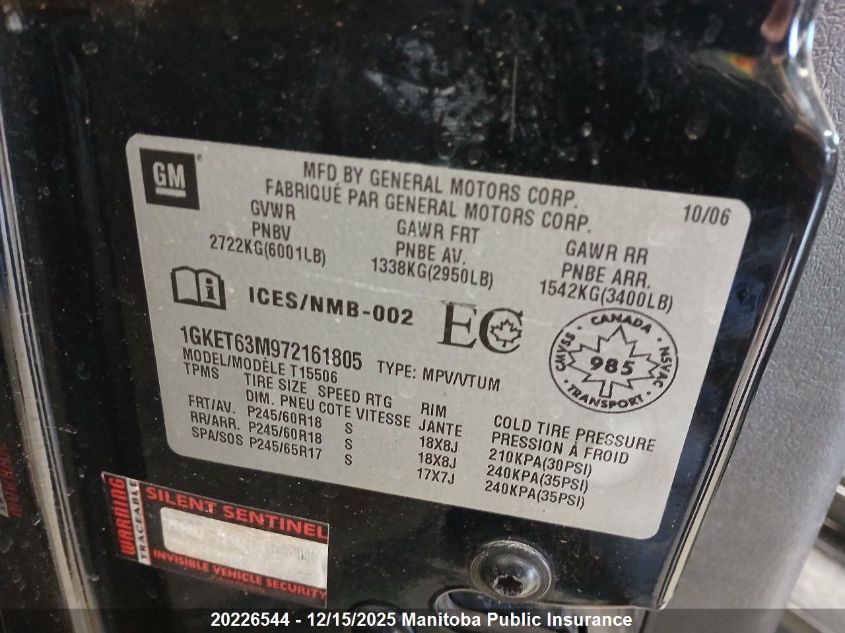 GM
MFD BY GENERAL MOTORS CORP.
FABRIQUÉ PAR GENERAL MOTORS CORP.
10/06
GVWR
PNBV
2722KG(6001LB)
GAWR FRT
PNBE AV.
1338KG(2950LB)
GAWR RR
PNBE ARR.
1542KG(3400LB)
ICES/NMB-002
EC
CANADA
CMVSS 985 NSVAC
TRANSPORT
1GKET63M972161805 TYPE: MPV/VTUM
MODEL/MODÈLE T15506
TPMS TIRE SIZE SPEED RTG RIM COLD TIRE PRESSURE
DIM. PNEU COTE VITESSE JANTE PRESSION À FROID
FRT/AV. P245/60R18 S 18X8J 210KPA(30PSI)
RR/ARR. P245/60R18 S 18X8J 240KPA(35PSI)
SPA/SOS P245/65R17 S 17X7J 240KPA(35PSI)
WARNING
TRACEABLE
SILENT SENTINEL
INVISIBLE VEHICLE SECURITY
20226544 - 12/15/2025 Manitoba Public Insurance